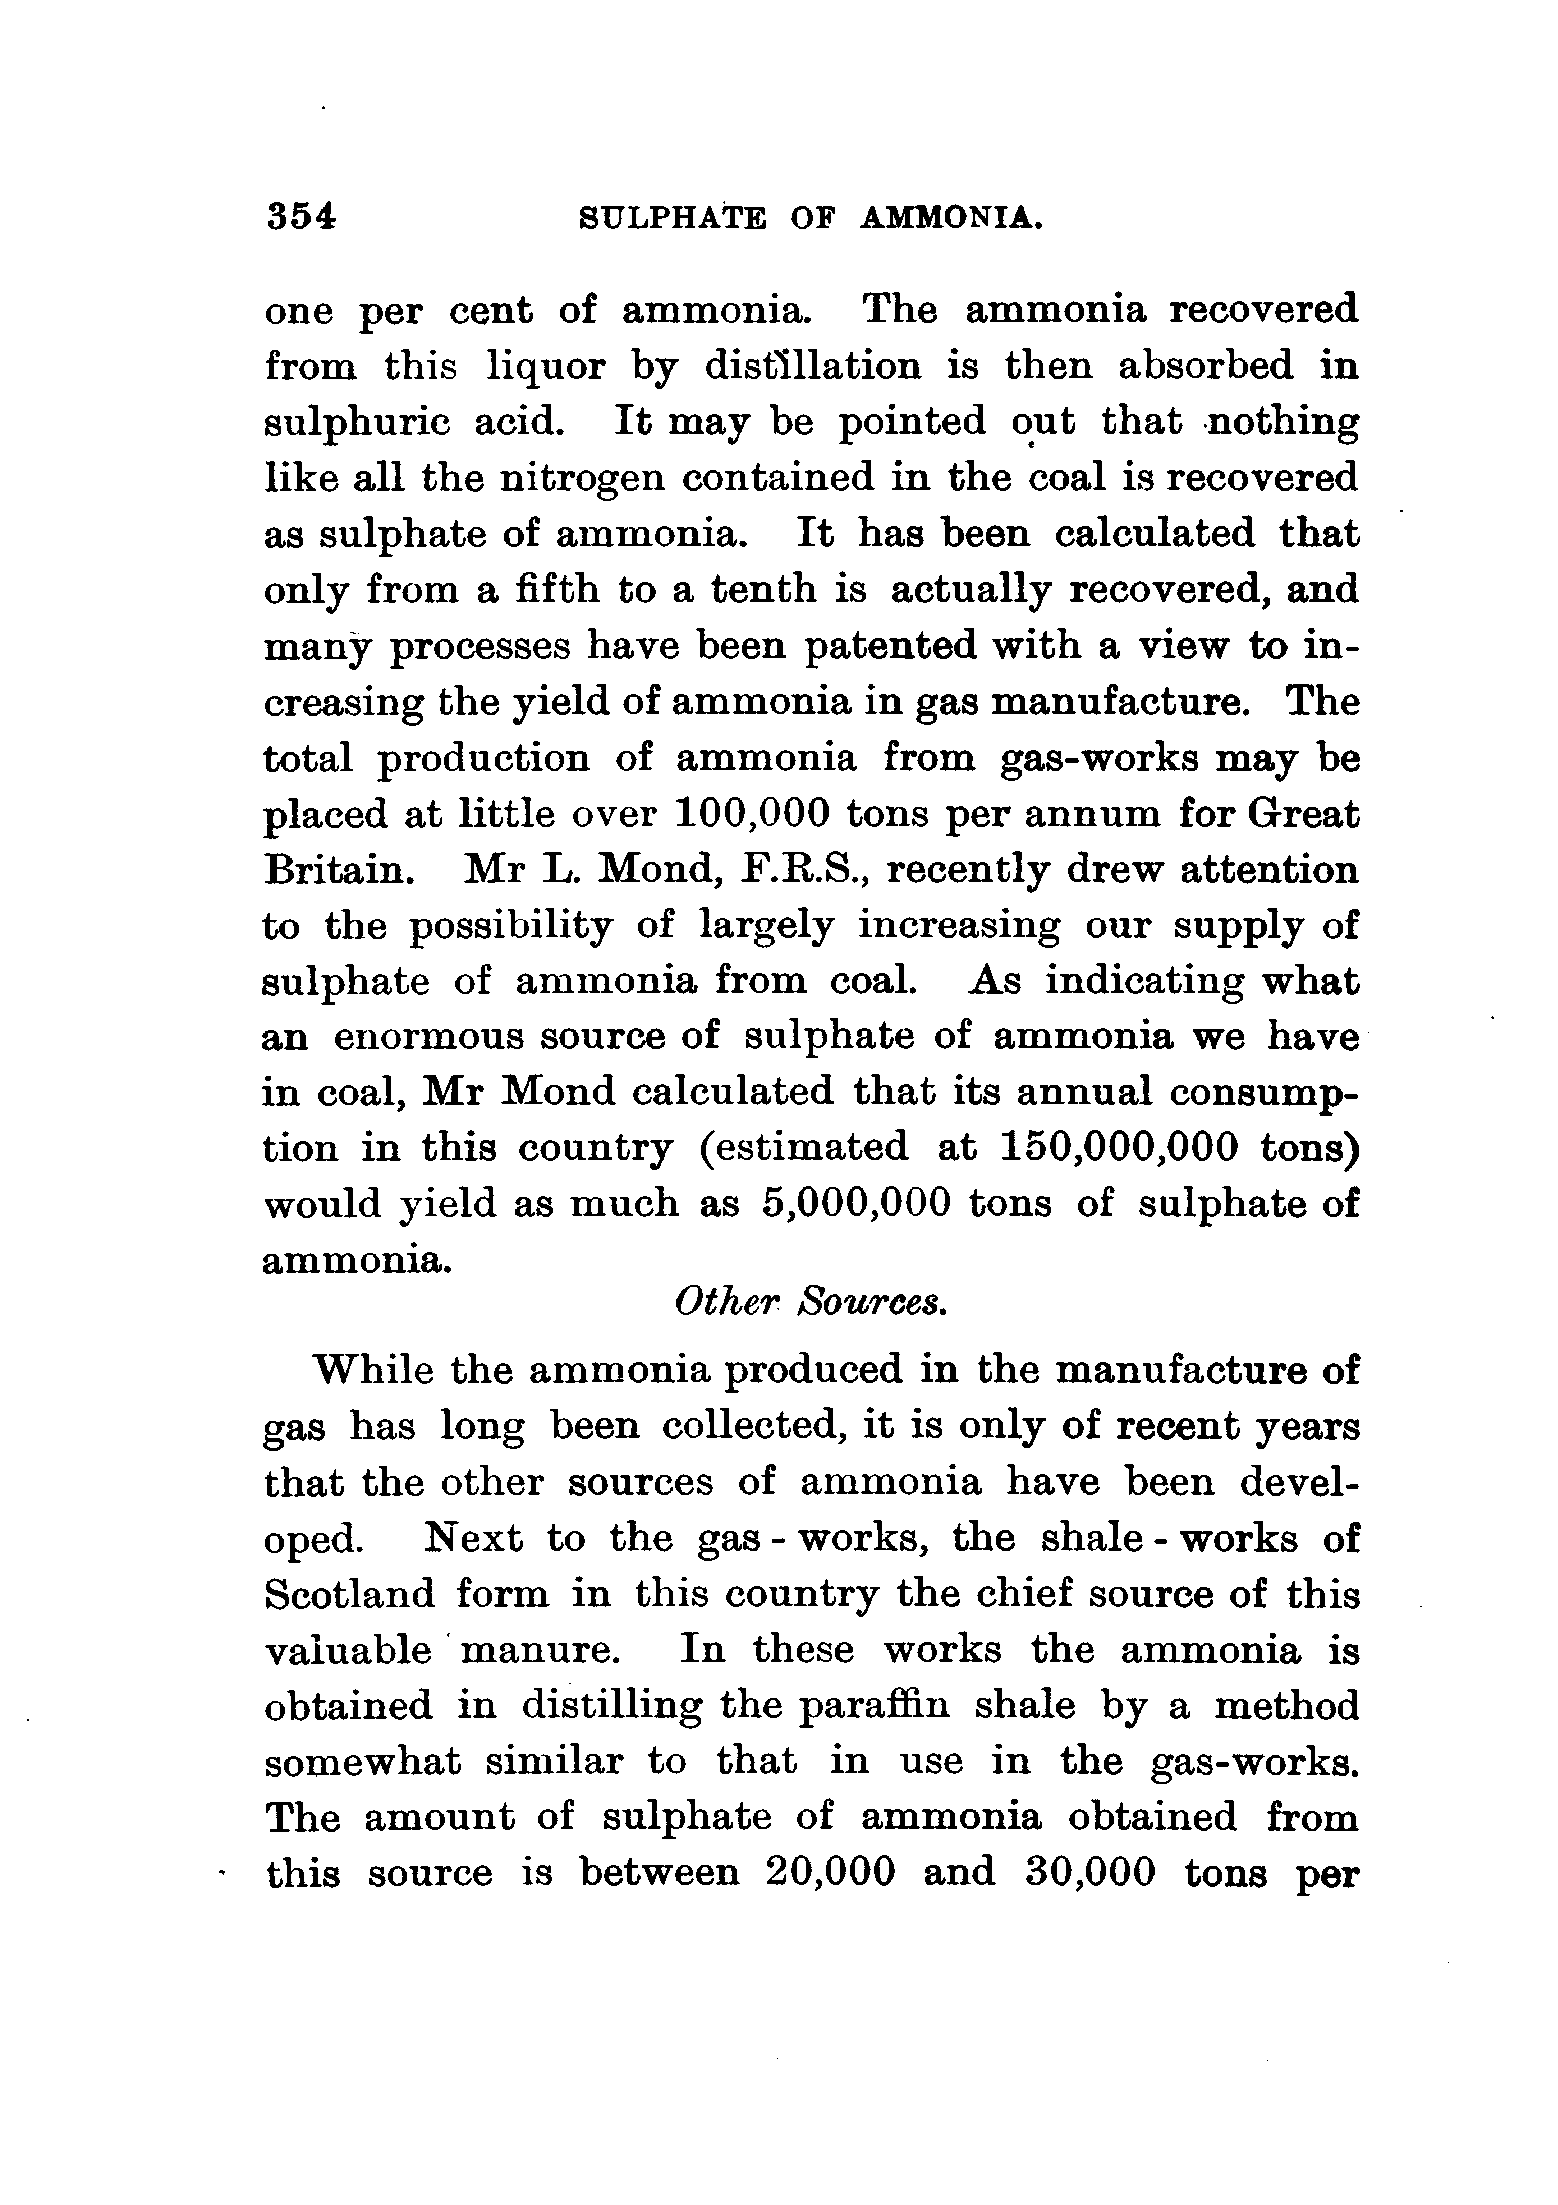 354 SULPHATE OF AMMONIA.
one per cent of ammonia. The ammonia recovered
from this liquor by distillation is then absorbed in
sulphuric acid. It may be pointed out that nothing
like all the nitrogen contained in the coal is recovered
as sulphate of ammonia. It has been calculated that
only from a fifth to a tenth is actually recovered, and
many processes have been patented with a view to in-
creasing the yield of ammonia in gas manufacture. The
total production of ammonia from gas-works may be
placed at little over 100,000 tons per annum for Great
Britain. Mr L. Mond, F.R.S., recently drew attention
to the possibility of largely increasing our supply of
sulphate of ammonia from coal. As indicating what
an enormous source of sulphate of ammonia we have
in coal, Mr Mond calculated that its annual consump-
tion in this country (estimated at 150,000,000 tons)
would yield as much as 5,000,000 tons of sulphate of
ammonia.
Other Sources.
While the ammonia produced in the manufacture of
gas has long been collected, it is only of recent years
that the other sources of ammonia have been devel-
oped. Next to the gas-works, the shale-works of
Scotland form in this country the chief source of this
valuable manure. In these works the ammonia is
obtained in distilling the paraffin shale by a method
somewhat similar to that in use in the gas-works.
The amount of sulphate of ammonia obtained from
this source is between 20,000 and 30,000 tons per